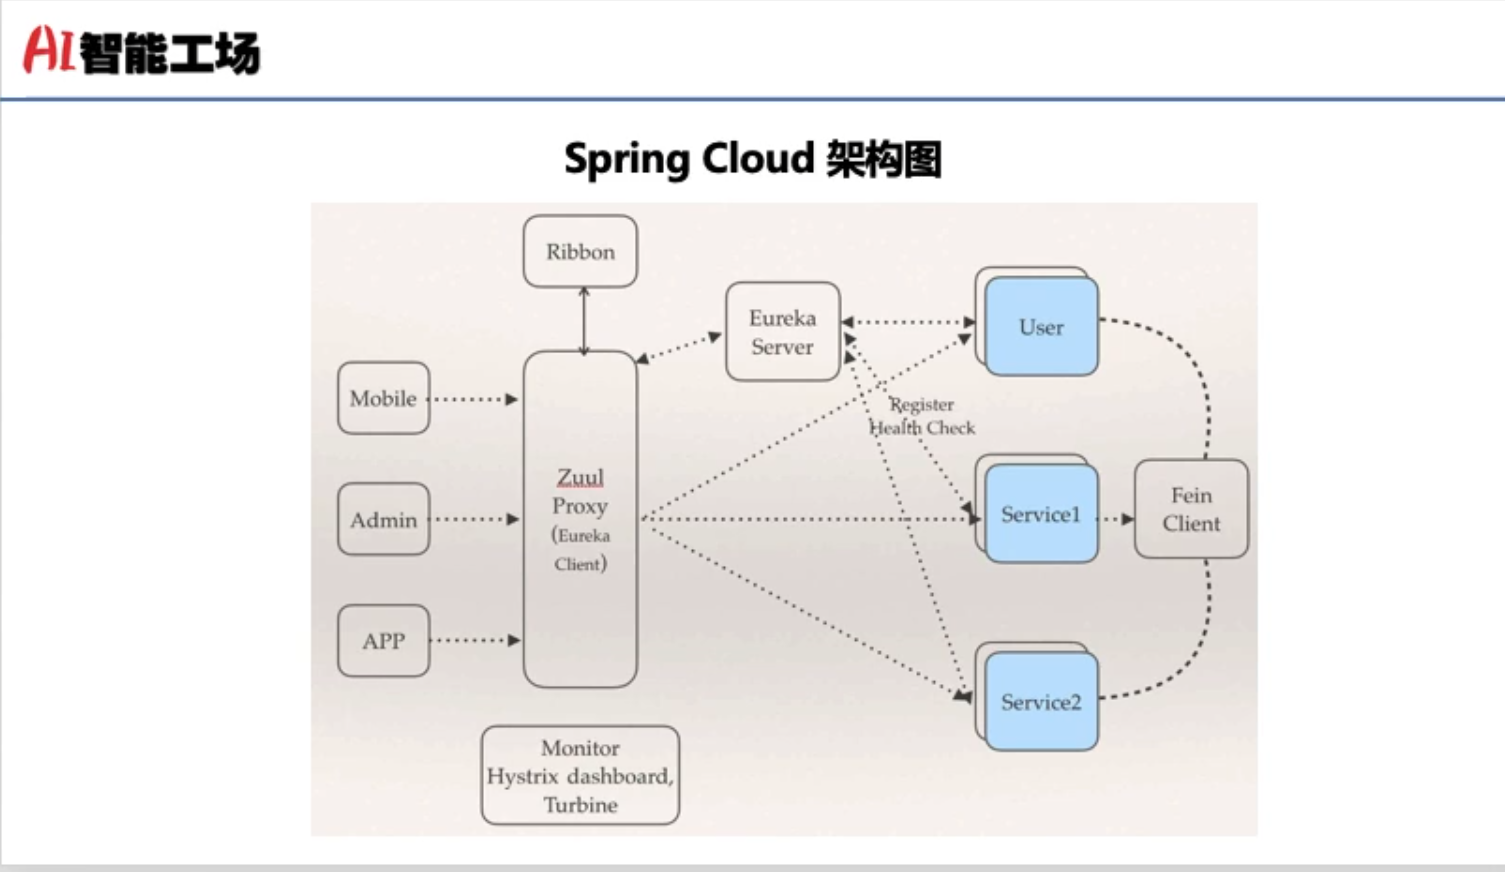 AI智能工场
Spring Cloud 架构图
Ribbon
Eureka
Server
User
Mobile
Register
Health Check
Zuul
Proxy
(Eureka
Client)
Admin
Service1
Fein
Client
APP
Service2
Monitor
Hystrix dashboard,
Turbine